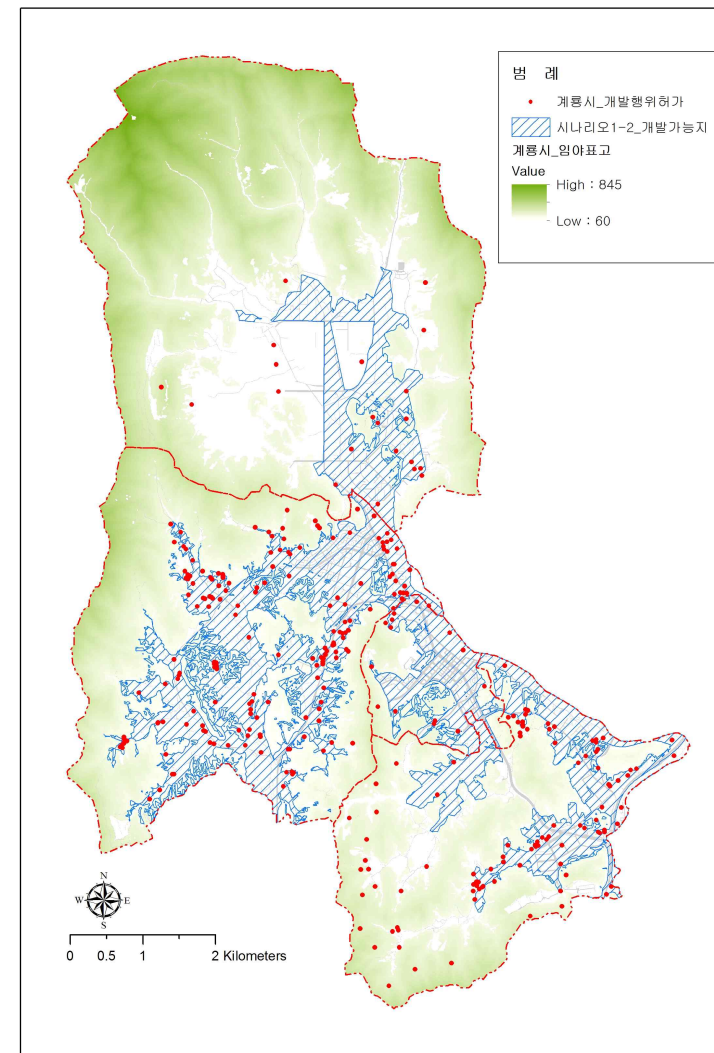 범 례
계룡시_개발행위허가
시나리오1-2_개발가능지
계룡시_임야표고
Value
High : 845
Low : 60
N
W E
S
0 0.5 1 2 Kilometers